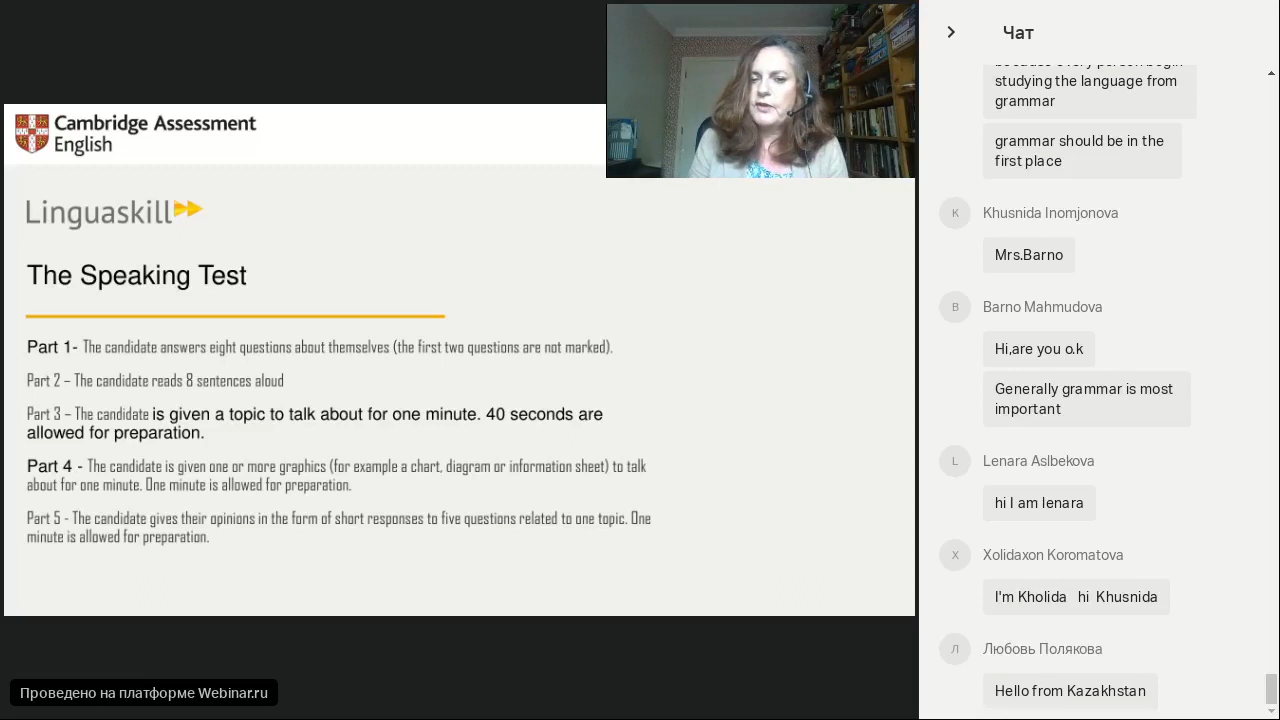 Cambridge Assessment
English
Linguaskill
The Speaking Test
Part 1- The candidate answers eight questions about themselves (the first two questions are not marked).
Part 2 – The candidate reads 8 sentences aloud
Part 3 – The candidate is given a topic to talk about for one minute. 40 seconds are
allowed for preparation.
Part 4 - The candidate is given one or more graphics (for example a chart, diagram or information sheet) to talk
about for one minute. One minute is allowed for preparation.
Part 5 - The candidate gives their opinions in the form of short responses to five questions related to one topic. One
minute is allowed for preparation.
Проведено на платформе Webinar.ru
Чат
because every person begin
studying the language from
grammar
grammar should be in the
first place
K
Khusnida Inomjonova
Mrs.Barno
B
Barno Mahmudova
Hi,are you o.k
Generally grammar is most
important
L
Lenara Aslbekova
hi I am lenara
X
Xolidaxon Koromatova
I'm Kholida hi Khusnida
Л
Любовь Полякова
Hello from Kazakhstan